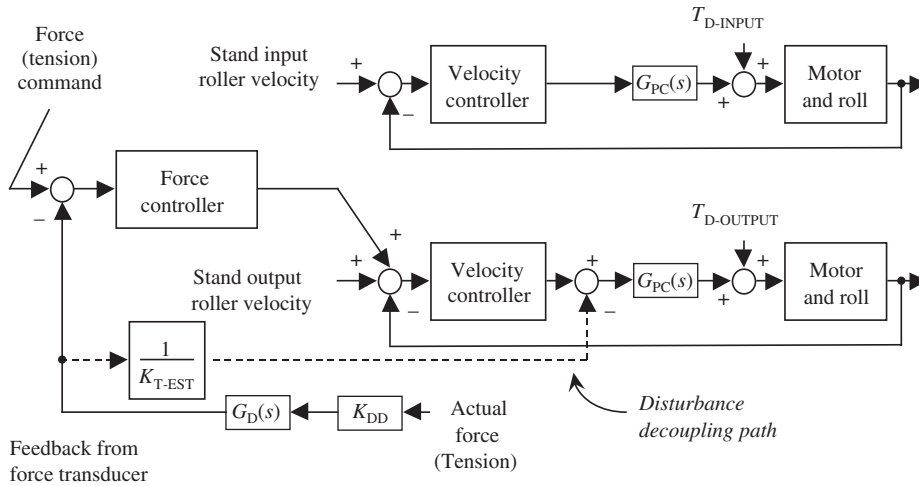 Force
(tension)
command
Stand input
roller velocity
+
−
Velocity
controller
G_PC(s)
T_D-INPUT
+
+
Motor
and roll
+
−
Force
controller
Stand output
roller velocity
+
+
−
Velocity
controller
+
−
G_PC(s)
T_D-OUTPUT
+
+
Motor
and roll
1
K_T-EST
G_D(s)
K_DD
Actual
force
(Tension)
Disturbance
decoupling path
Feedback from
force transducer